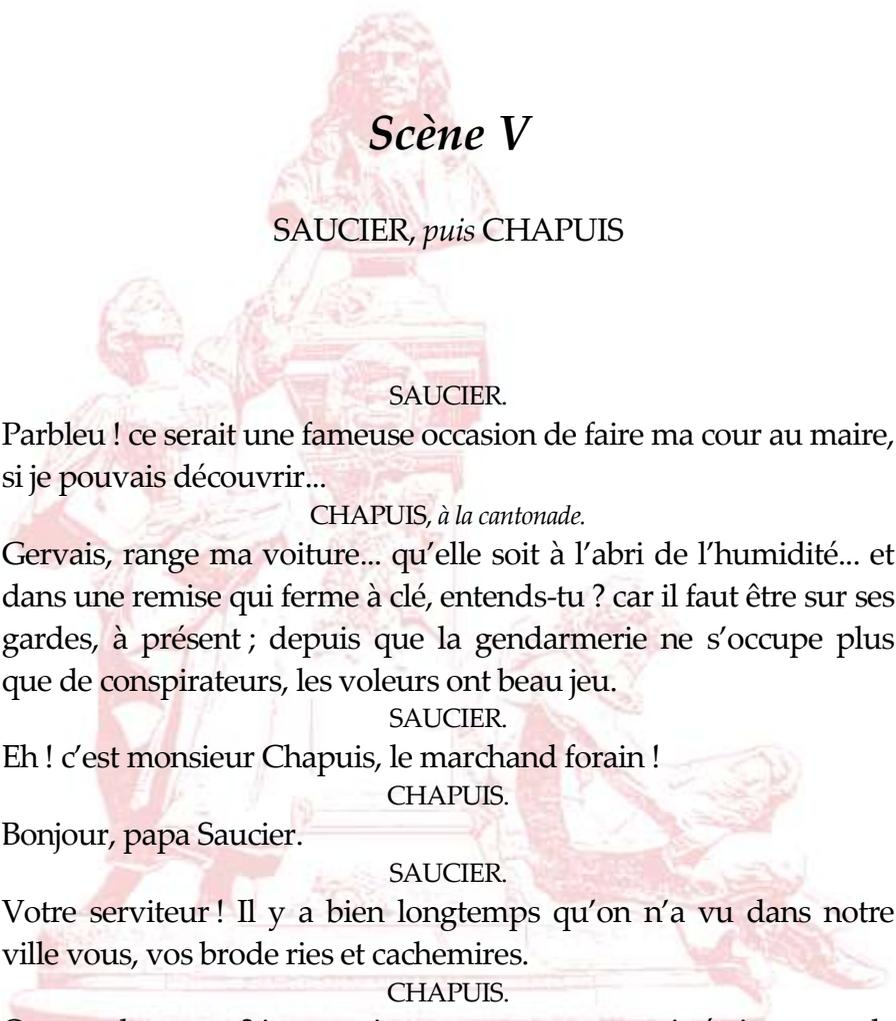 Scène V
SAUCIER, puis CHAPUIS
SAUCIER.
Parbleu ! ce serait une fameuse occasion de faire ma cour au maire,
si je pouvais découvrir...
CHAPUIS, à la cantonade.
Gervais, range ma voiture... qu’elle soit à l’abri de l’humidité... et
dans une remise qui ferme à clé, entends-tu ? car il faut être sur ses
gardes, à présent ; depuis que la gendarmerie ne s’occupe plus
que de conspirateurs, les voleurs ont beau jeu.
SAUCIER.
Eh ! c’est monsieur Chapuis, le marchand forain !
CHAPUIS.
Bonjour, papa Saucier.
SAUCIER.
Votre serviteur ! Il y a bien longtemps qu’on n’a vu dans notre
ville vous, vos brode ries et cachemires.
CHAPUIS.